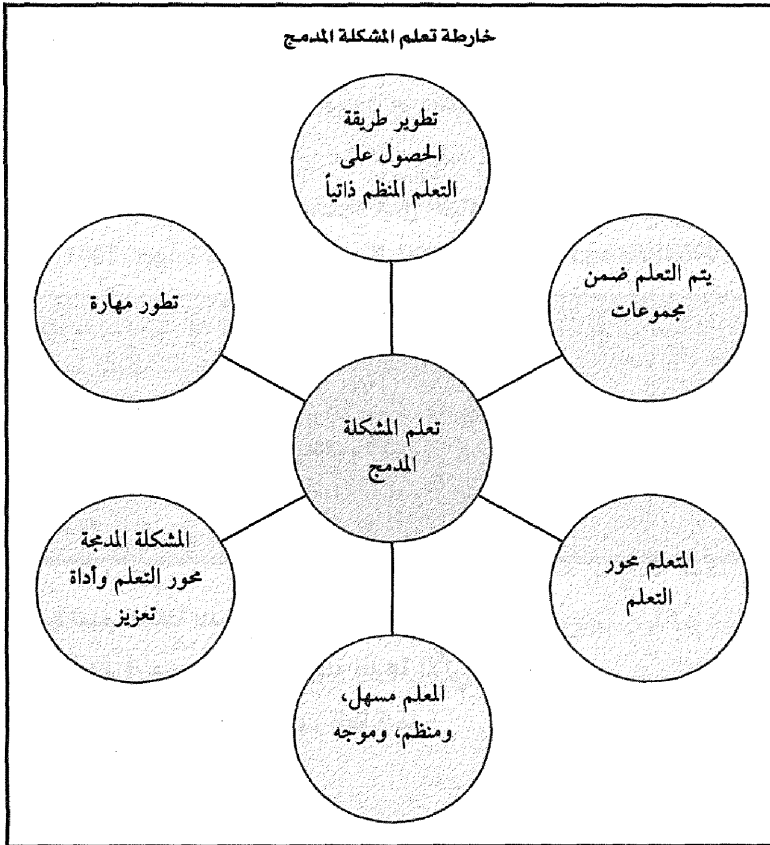 خارطة تعلم المشكلة المدمج
تطوير طريقة
الحصول على
التعلم المنظم ذاتياً
يتم التعلم ضمن
مجموعات
تطور مهارة
تعلم المشكلة
المدمج
المتعلم محور
التعلم
المشكلة المدمجة
محور التعلم وأداة
تعزيز
المعلم مسهل،
ومنظم، وموجه